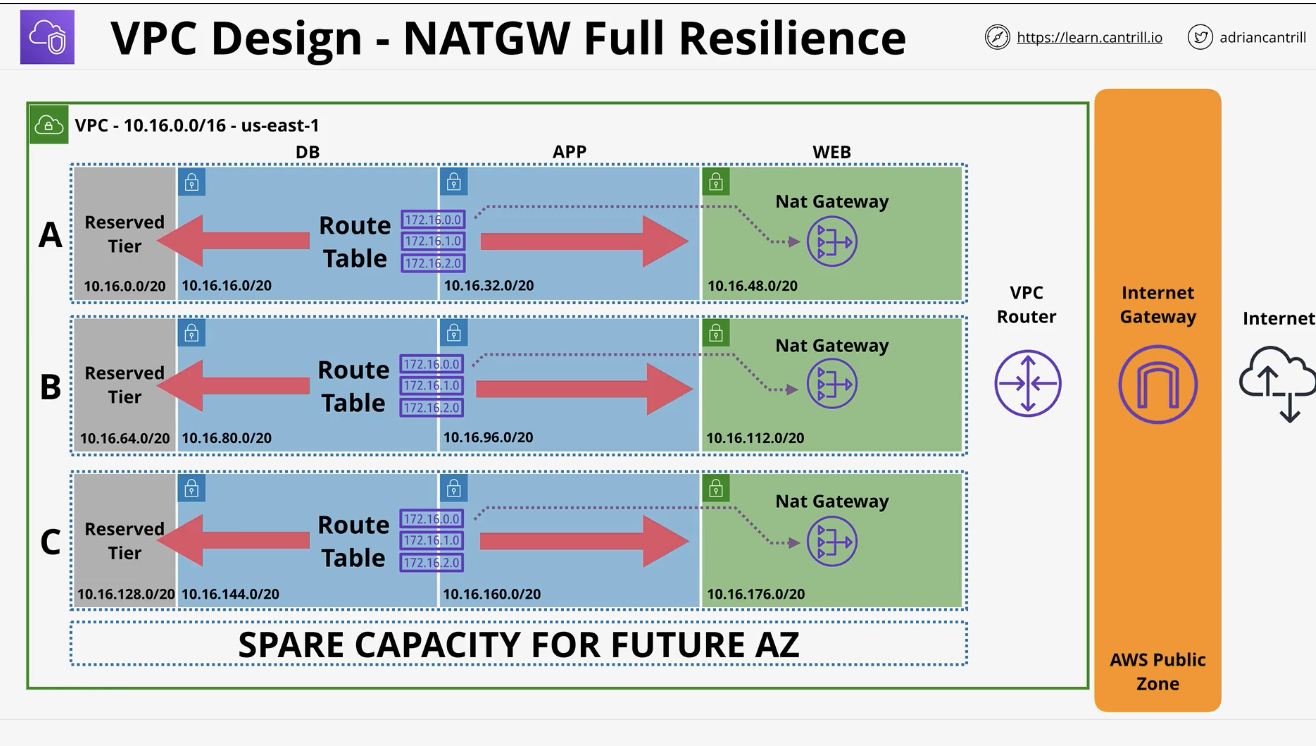 VPC Design - NATGW Full Resilience
https://learn.cantrill.io
adriancantrill
VPC - 10.16.0.0/16 - us-east-1
DB
APP
WEB
A
Reserved
Tier
10.16.0.0/20
Route
Table
172.16.0.0
172.16.1.0
172.16.2.0
10.16.16.0/20
10.16.32.0/20
Nat Gateway
10.16.48.0/20
B
Reserved
Tier
10.16.64.0/20
Route
Table
172.16.0.0
172.16.1.0
172.16.2.0
10.16.80.0/20
10.16.96.0/20
Nat Gateway
10.16.112.0/20
C
Reserved
Tier
10.16.128.0/20
Route
Table
172.16.0.0
172.16.1.0
172.16.2.0
10.16.144.0/20
10.16.160.0/20
Nat Gateway
10.16.176.0/20
SPARE CAPACITY FOR FUTURE AZ
VPC
Router
Internet
Gateway
AWS Public
Zone
Internet